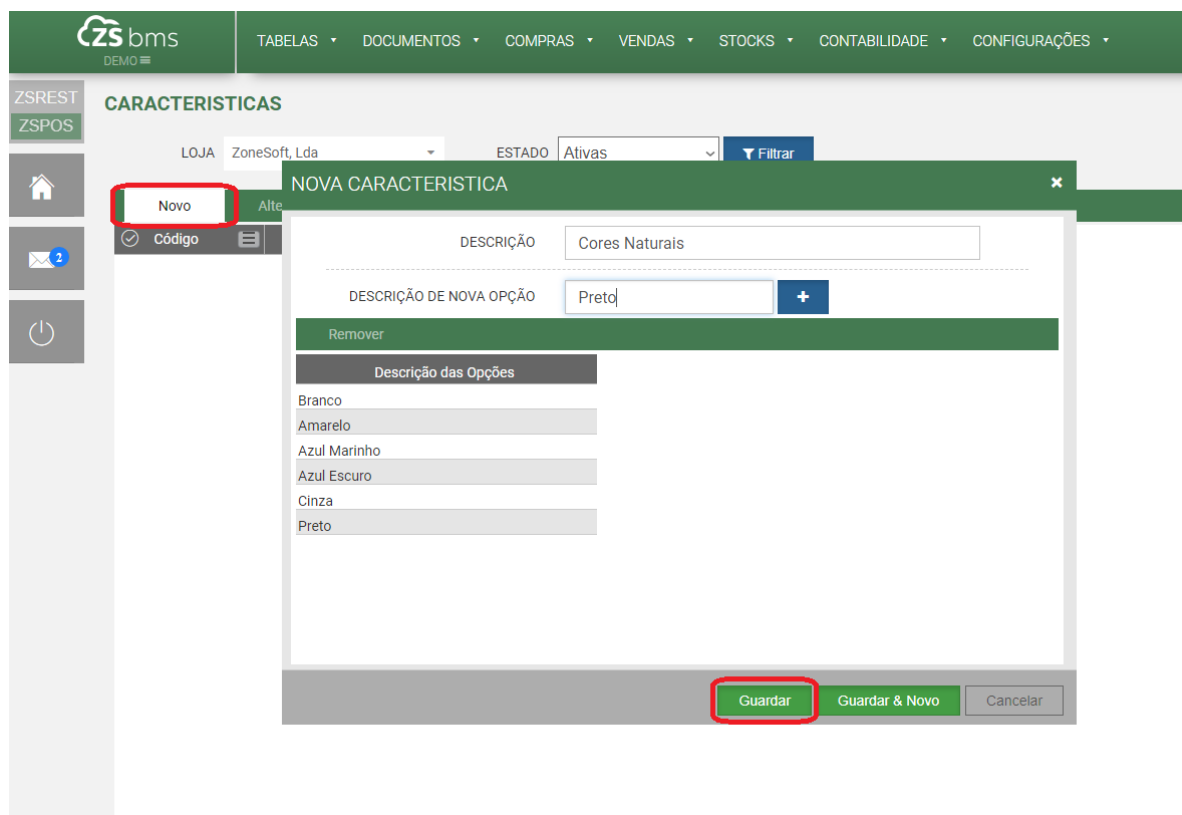 ZS bms
DEMO
TABELAS DOCUMENTOS COMPRAS VENDAS STOCKS CONTABILIDADE CONFIGURAÇÕES
ZSREST
ZSPOS
CARACTERISTICAS
LOJA ZoneSoft, Lda ESTADO Ativas Filtrar
NOVA CARACTERISTICA
Novo Alte
Código
2
DESCRIÇÃO Cores Naturais
DESCRIÇÃO DE NOVA OPÇÃO Preto +
Remover
Descrição das Opções
Branco
Amarelo
Azul Marinho
Azul Escuro
Cinza
Preto
Guardar Guardar & Novo Cancelar